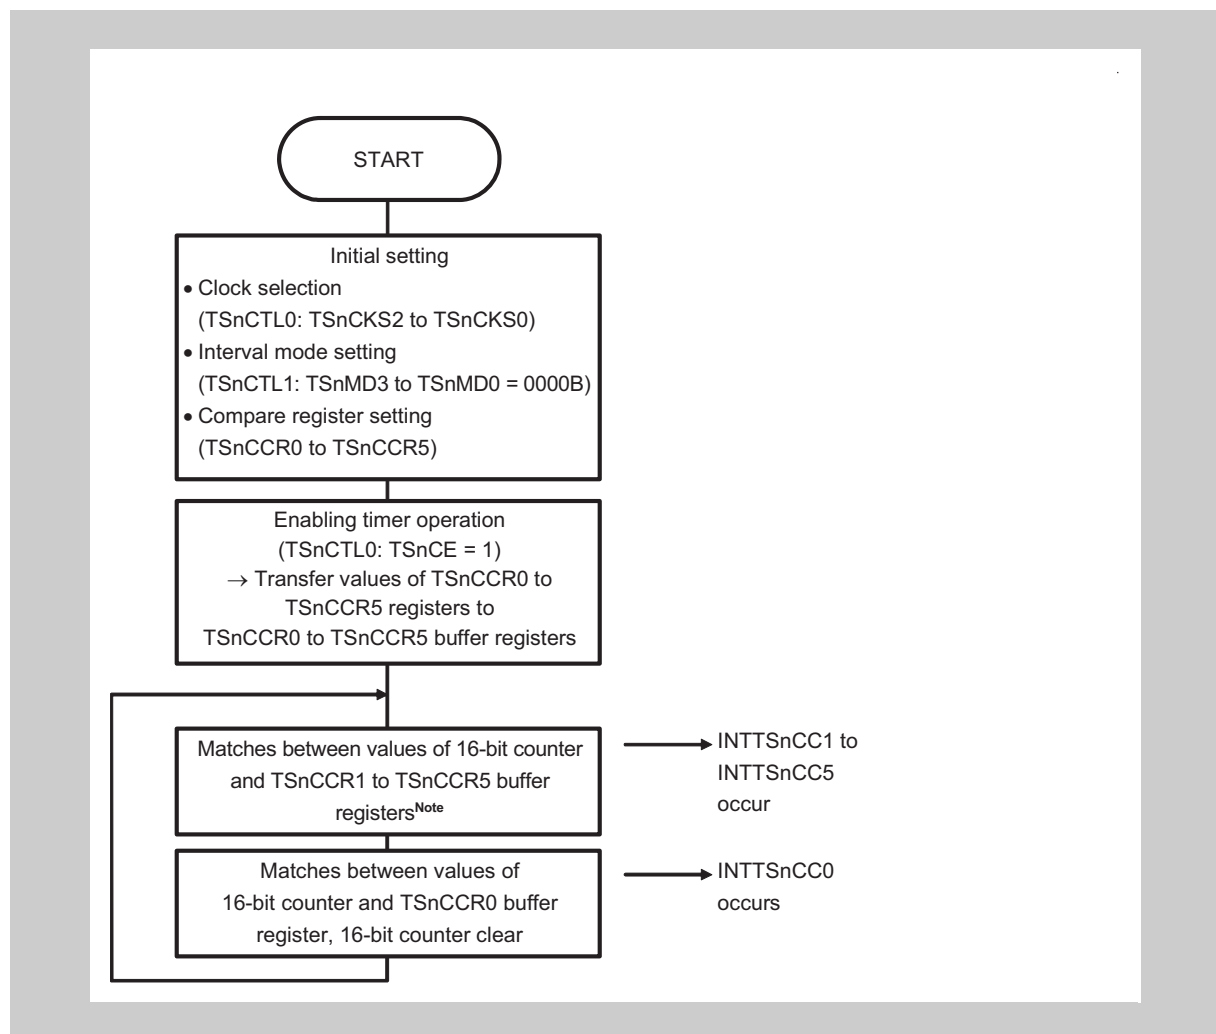 START
Initial setting
• Clock selection
(TSnCTL0: TSnCKS2 to TSnCKS0)
• Interval mode setting
(TSnCTL1: TSnMD3 to TSnMD0 = 0000B)
• Compare register setting
(TSnCCR0 to TSnCCR5)
Enabling timer operation
(TSnCTL0: TSnCE = 1)
→ Transfer values of TSnCCR0 to
TSnCCR5 registers to
TSnCCR0 to TSnCCR5 buffer registers
Matches between values of 16-bit counter
and TSnCCR1 to TSnCCR5 buffer
registersNote
INTTSnCC1 to
INTTSnCC5
occur
Matches between values of
16-bit counter and TSnCCR0 buffer
register, 16-bit counter clear
INTTSnCC0
occurs